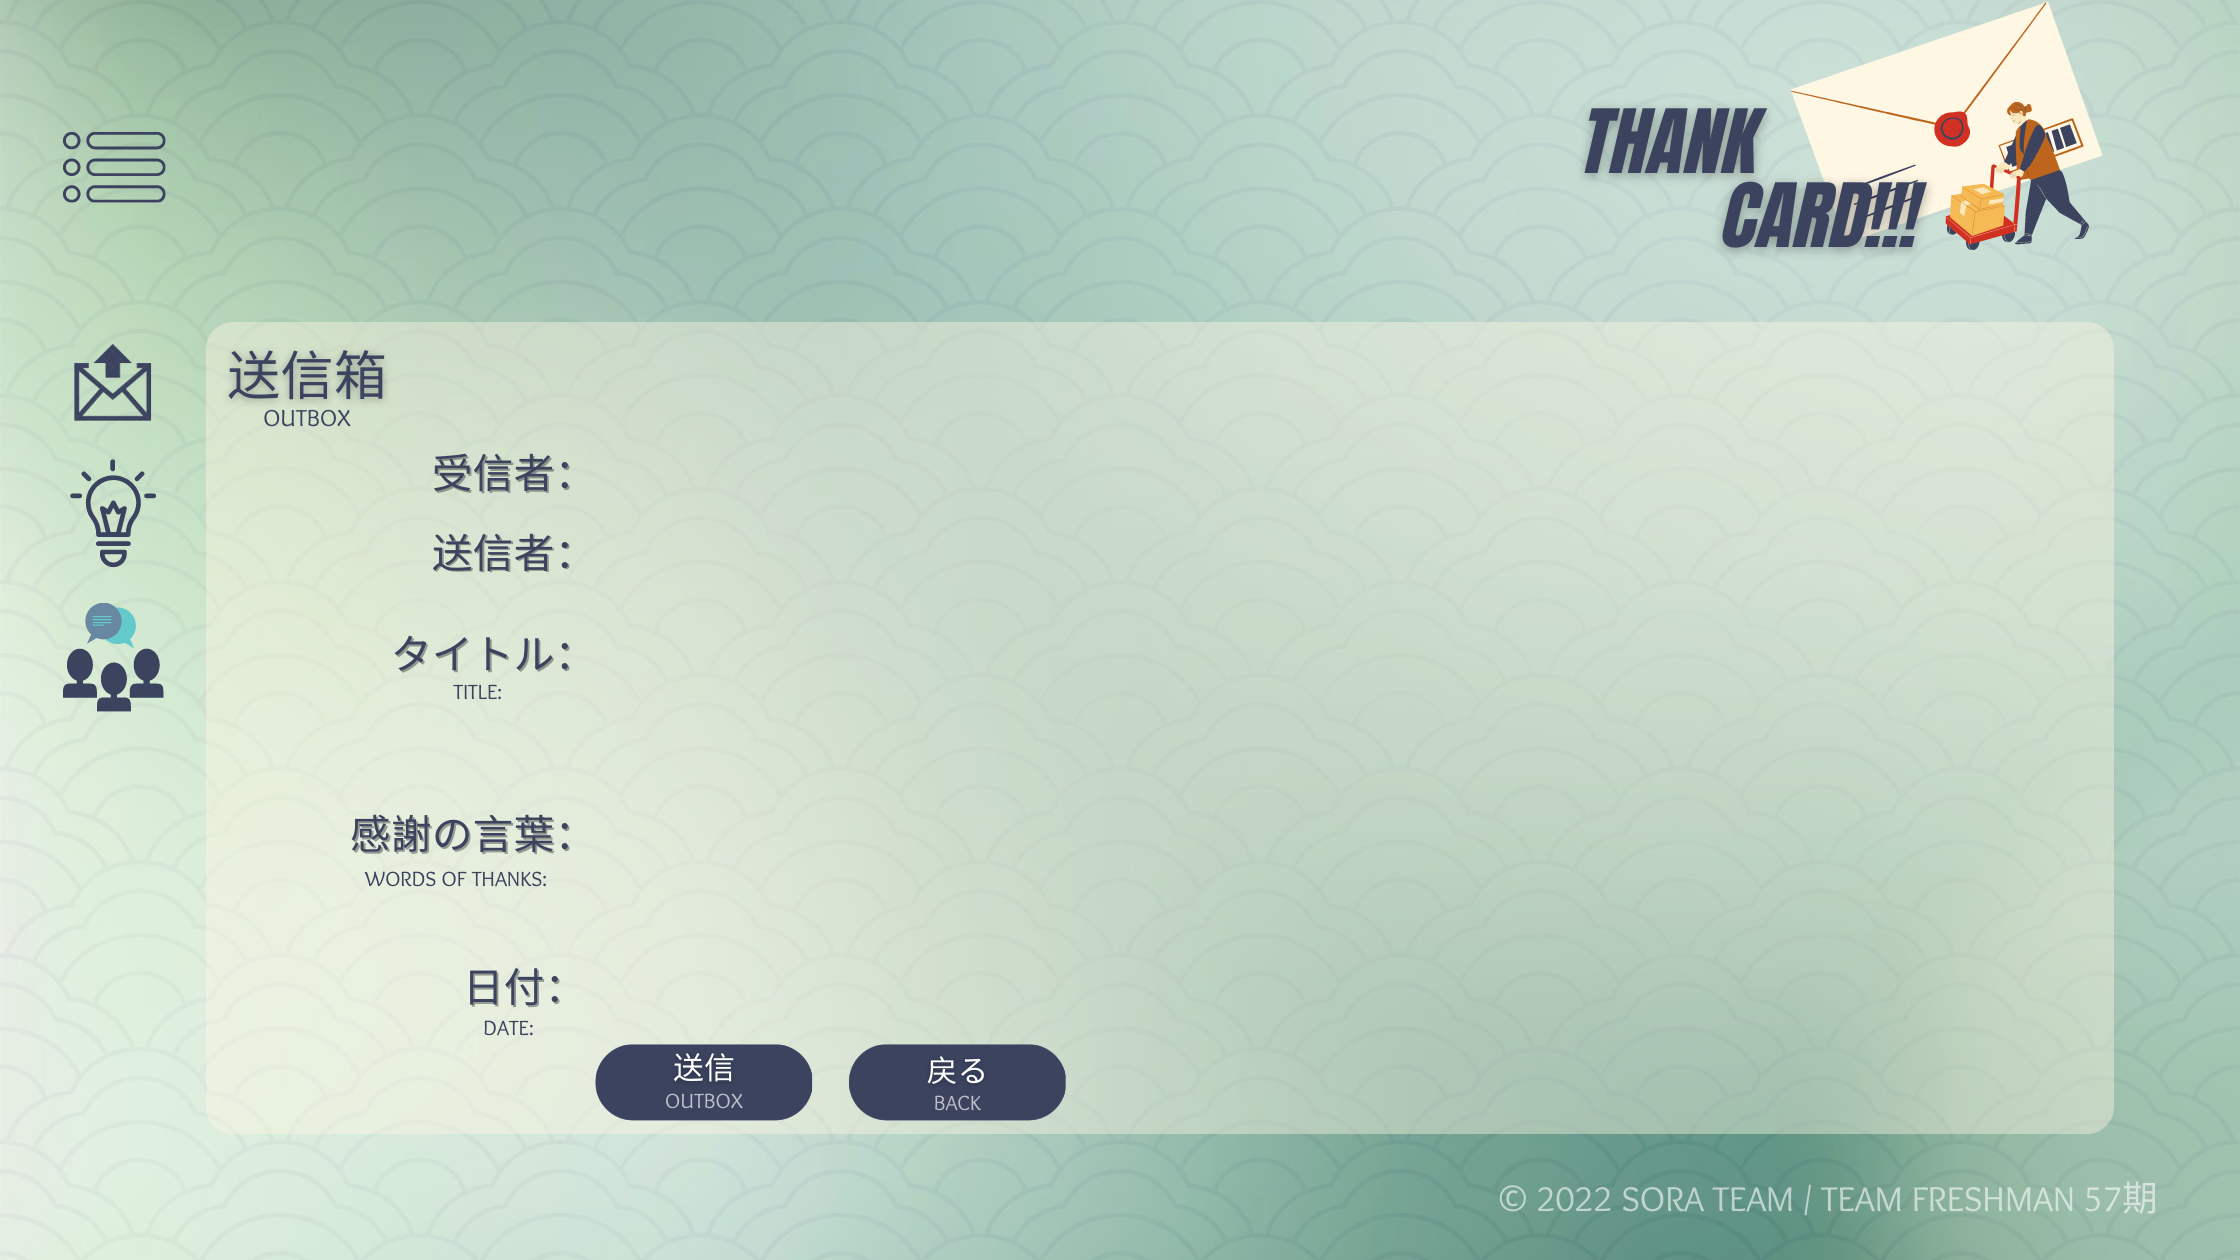 THANK
CARD!!!
送信箱
OUTBOX
受信者：
送信者：
タイトル：
TITLE:
感謝の言葉：
WORDS OF THANKS:
日付：
DATE:
送信
OUTBOX
戻る
BACK
© 2022 SORA TEAM / TEAM FRESHMAN 57期